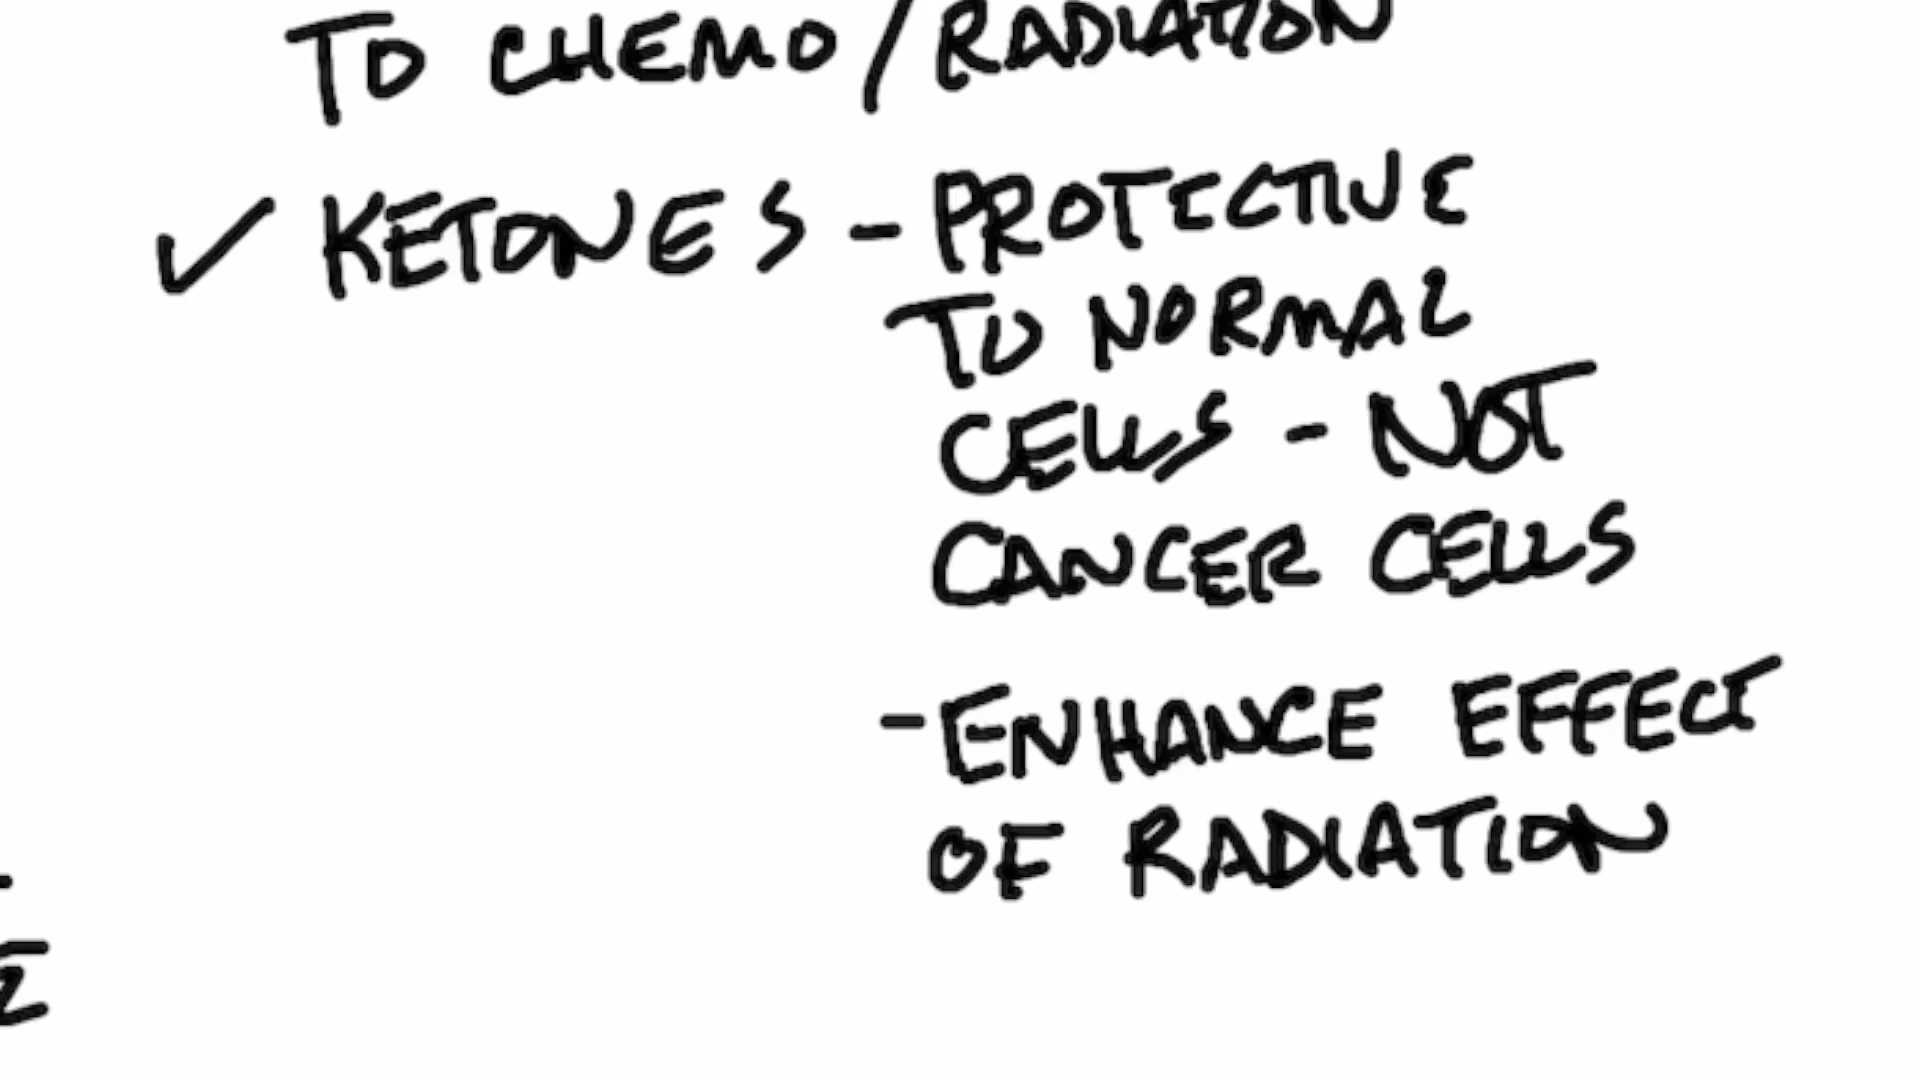 TO CHEMO/RADIATION
✓ KETONES - PROTECTIVE
TO NORMAL
CELLS - NOT
CANCER CELLS
- ENHANCE EFFECT
OF RADIATION